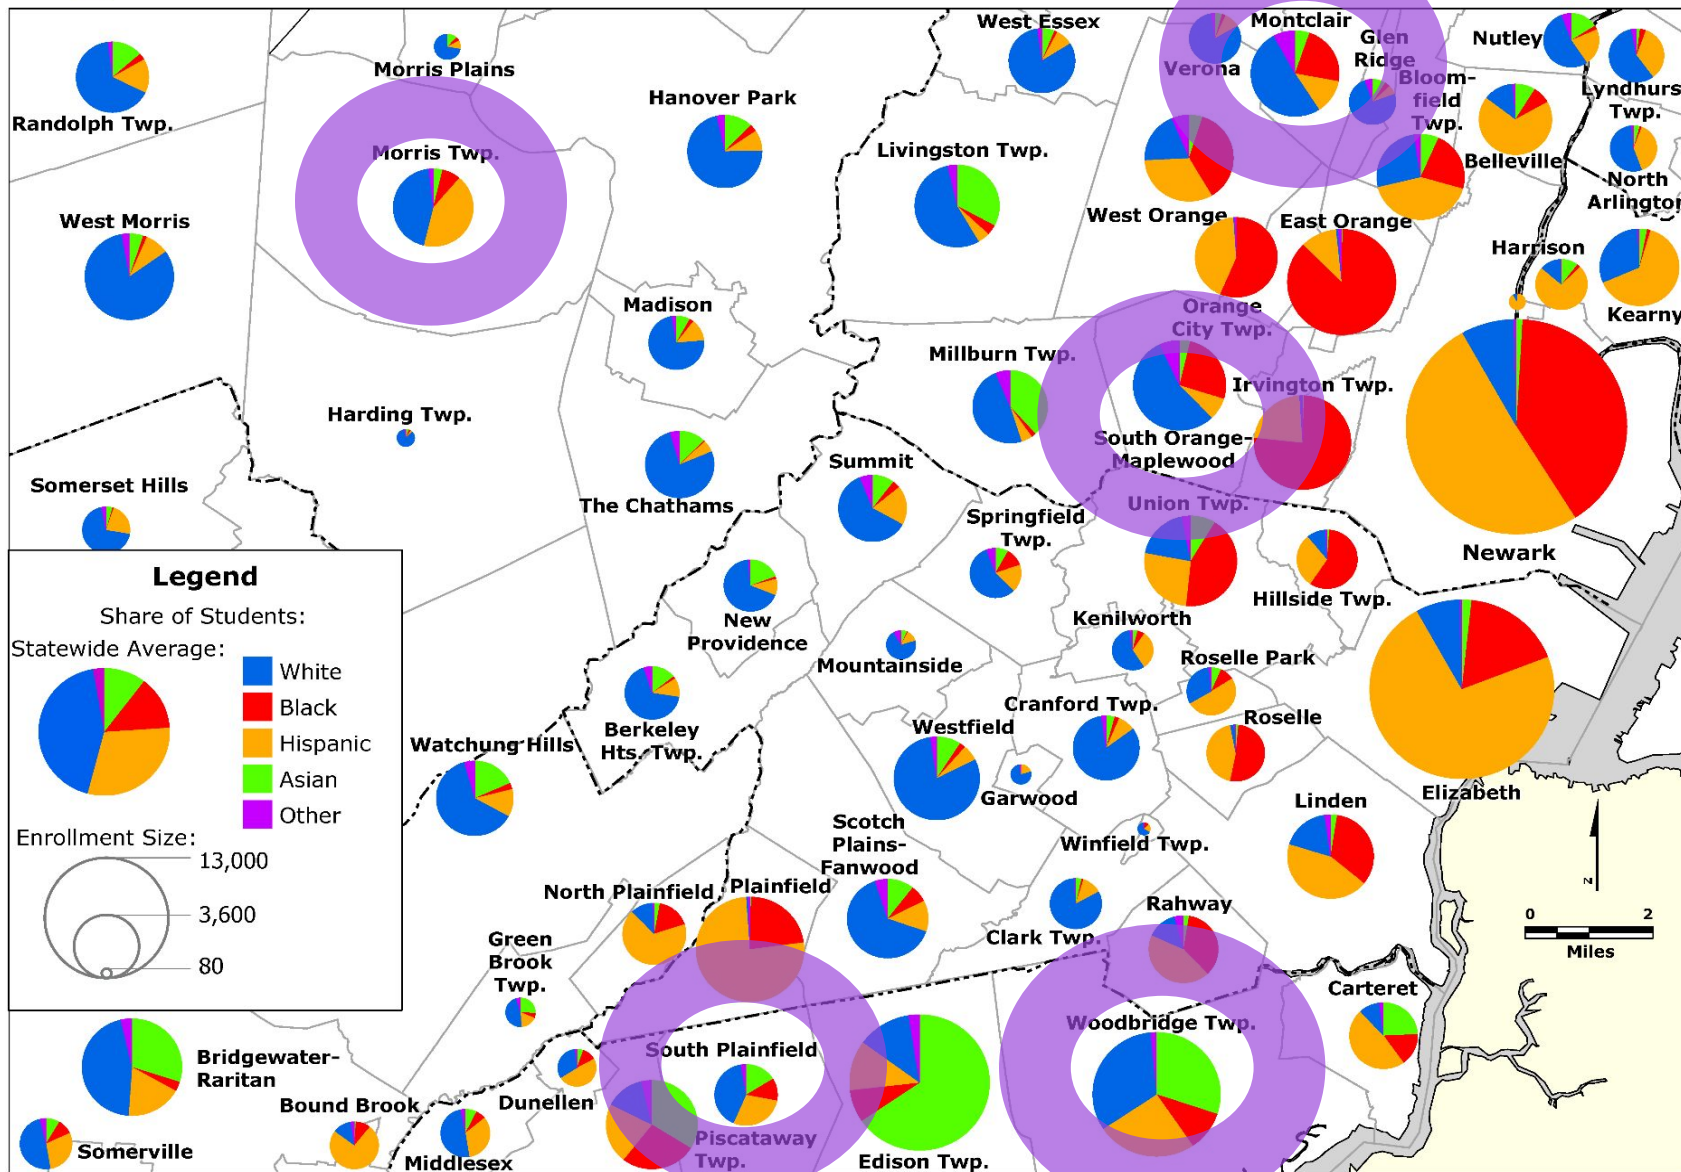 West Essex
Montclair
Nutley
Glen
Ridge
Verona
Morris Plains
Bloom-
field
Twp.
Lyndhurs
Twp.
Randolph Twp.
Hanover Park
Morris Twp.
Livingston Twp.
Belleville
North
Arlington
West Morris
West Orange
East Orange
Harrison
Madison
Orange
City Twp.
Kearny
Millburn Twp.
Irvington Twp.
Harding Twp.
South Orange-
Maplewood
Summit
Somerset Hills
The Chathams
Springfield
Twp.
Union Twp.
Newark
Hillside Twp.
New
Providence
Kenilworth
Mountainside
Roselle Park
Cranford Twp.
Berkeley
Hts. Twp.
Westfield
Roselle
Watchung Hills
Garwood
Elizabeth
Linden
Scotch
Plains-
Fanwood
Winfield Twp.
North Plainfield
Plainfield
Rahway
Clark Twp.
Green
Brook
Twp.
Carteret
Woodbridge Twp.
South Plainfield
Bridgewater-
Raritan
Dunellen
Bound Brook
Piscataway
Twp.
Somerville
Middlesex
Edison Twp.
Legend
Share of Students:
Statewide Average:
White
Black
Hispanic
Asian
Other
Enrollment Size:
13,000
3,600
80
N
0 2
Miles